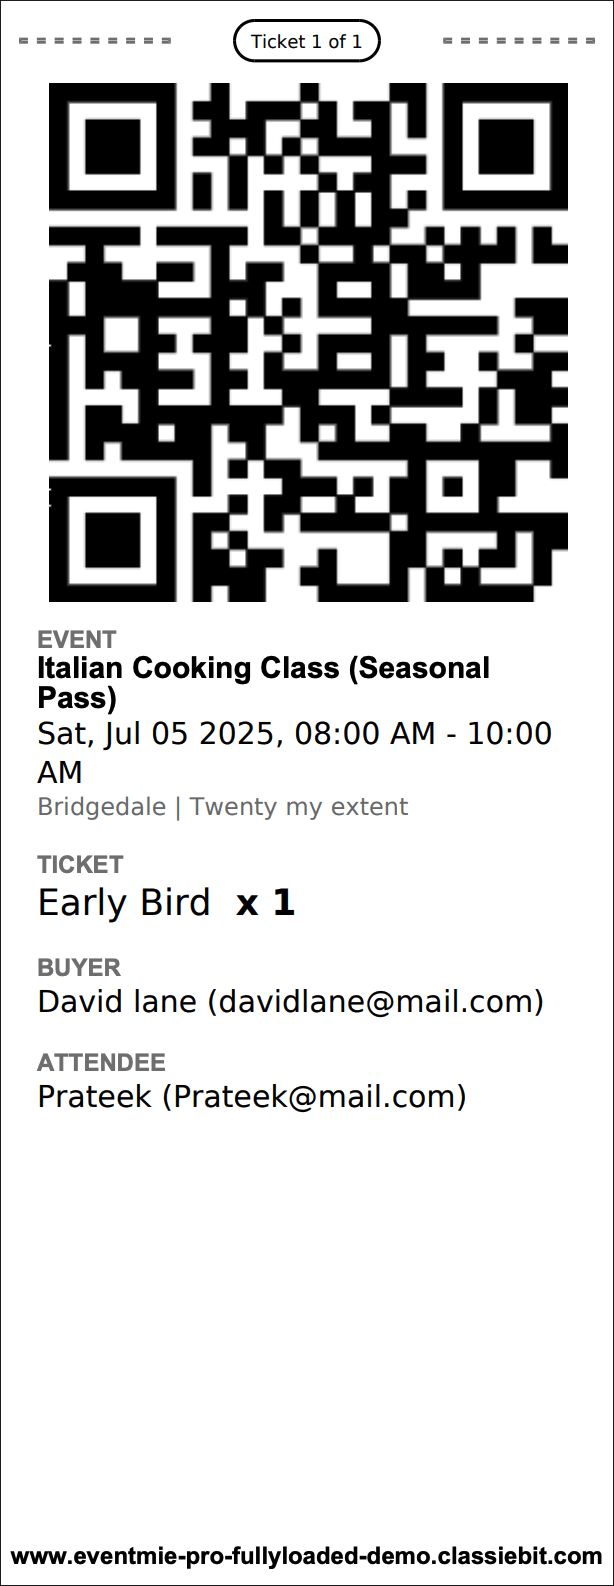 Ticket 1 of 1
EVENT
Italian Cooking Class (Seasonal
Pass)
Sat, Jul 05 2025, 08:00 AM - 10:00
AM
Bridgedale | Twenty my extent
TICKET
Early Bird x 1
BUYER
David lane (davidlane@mail.com)
ATTENDEE
Prateek (Prateek@mail.com)
www.eventmie-pro-fullyloaded-demo.classiebit.com